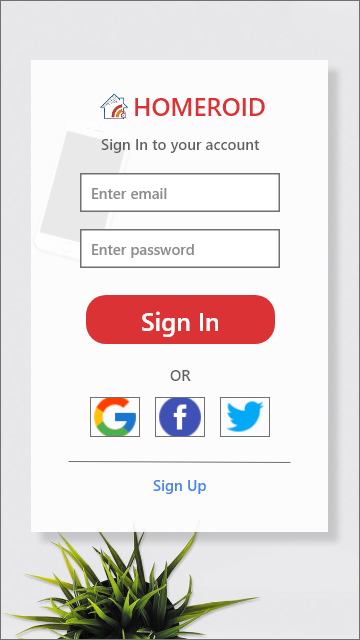 HOMEROID
Sign In to your account
Enter email
Enter password
Sign In
OR
Sign Up